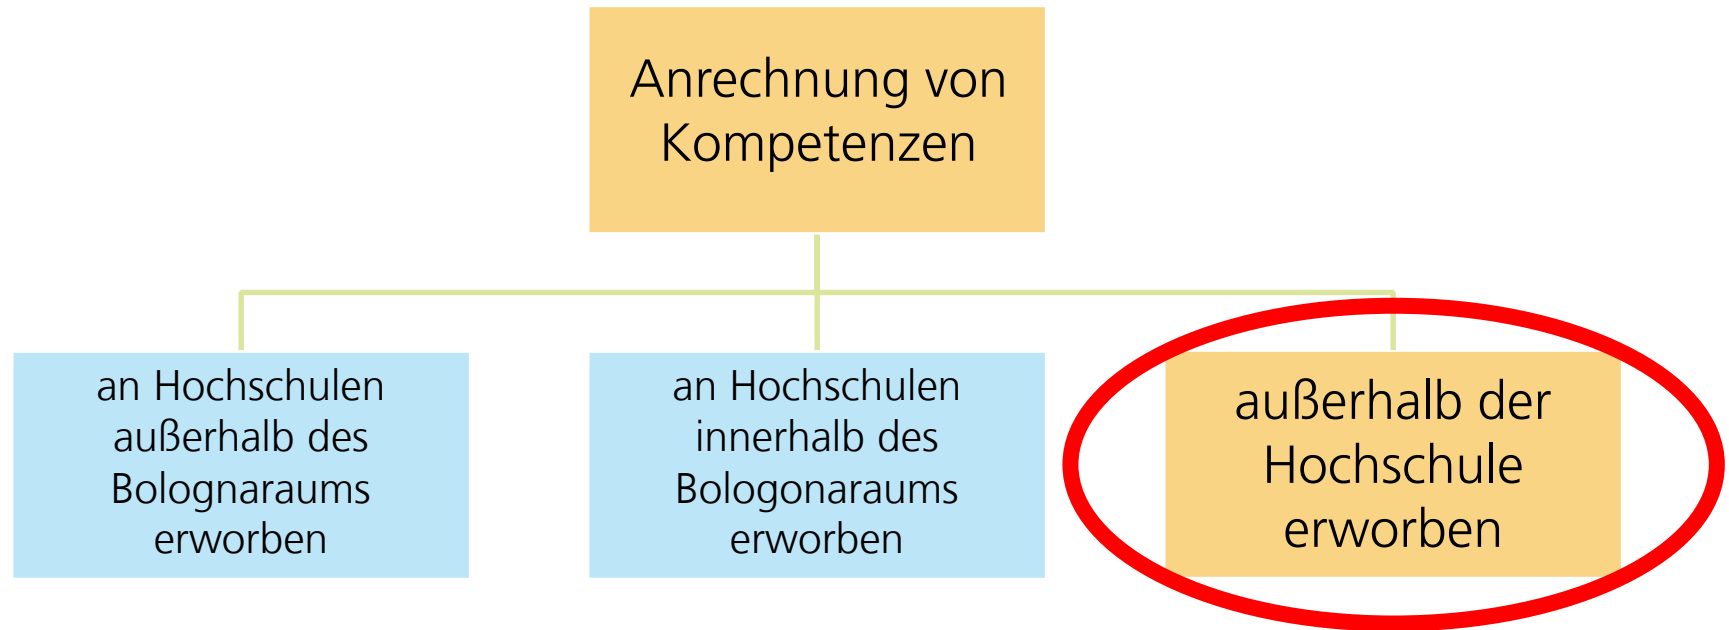 Anrechnung von
Kompetenzen
an Hochschulen
außerhalb des
Bolognaraums
erworben
an Hochschulen
innerhalb des
Bologonaraums
erworben
außerhalb der
Hochschule
erworben